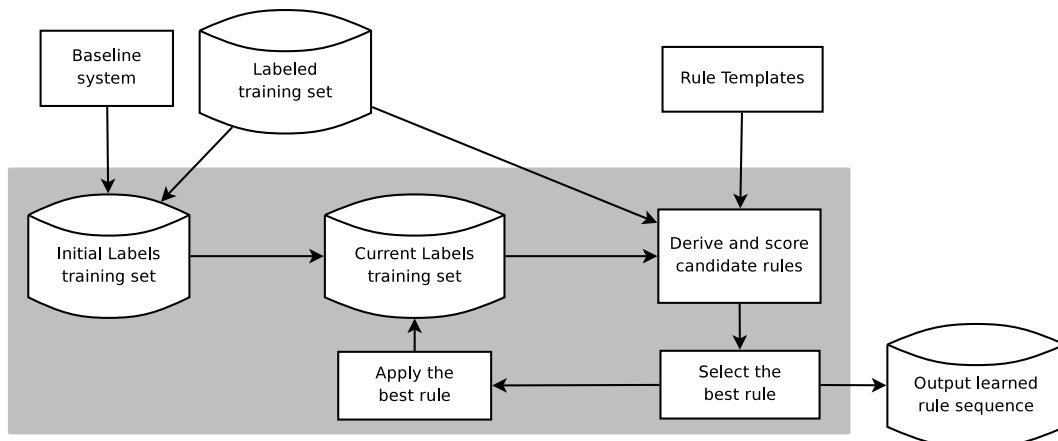 Baseline
system
Labeled
training set
Rule Templates
Initial Labels
training set
Current Labels
training set
Derive and score
candidate rules
Apply the
best rule
Select the
best rule
Output learned
rule sequence